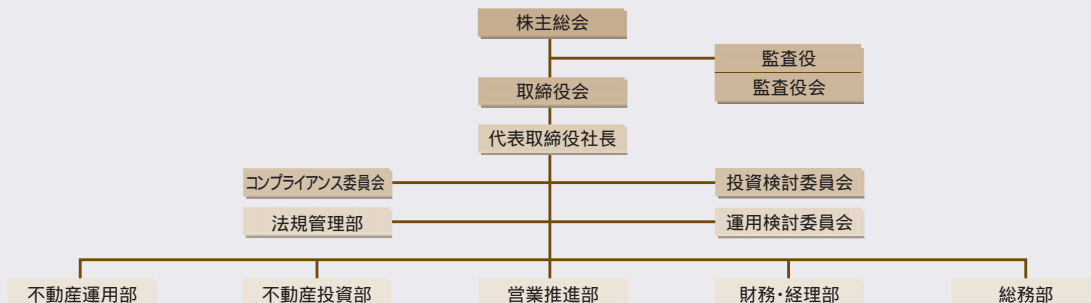 株主総会
監査役
監査役会
取締役会
代表取締役社長
コンプライアンス委員会
投資検討委員会
法規管理部
運用検討委員会
不動産運用部
不動産投資部
営業推進部
財務・経理部
総務部